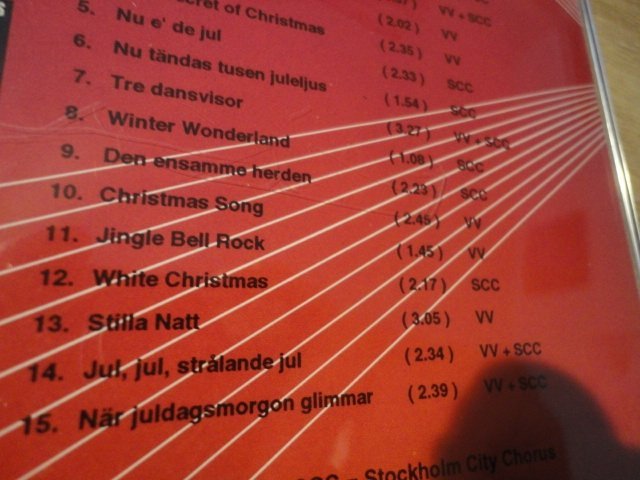 ecret of Christmas (2.35) VV
5. Nu e' de jul (2.33) SCC
6. Nu tändas tusen juleljus (1.54) SCC
7. Tre dansvisor (3.27) VV + SCC
8. Winter Wonderland (1.08) SCC
9. Den ensamme herden (2.23) SCC
10. Christmas Song (2.45) VV
11. Jingle Bell Rock (1.45) VV
12. White Christmas (2.17) SCC
13. Stilla Natt (3.05) VV
14. Jul, jul, strålande jul (2.34) VV + SCC
15. När juldagsmorgon glimmar (2.39) VV + SCC
SCC = Stockholm City Chorus